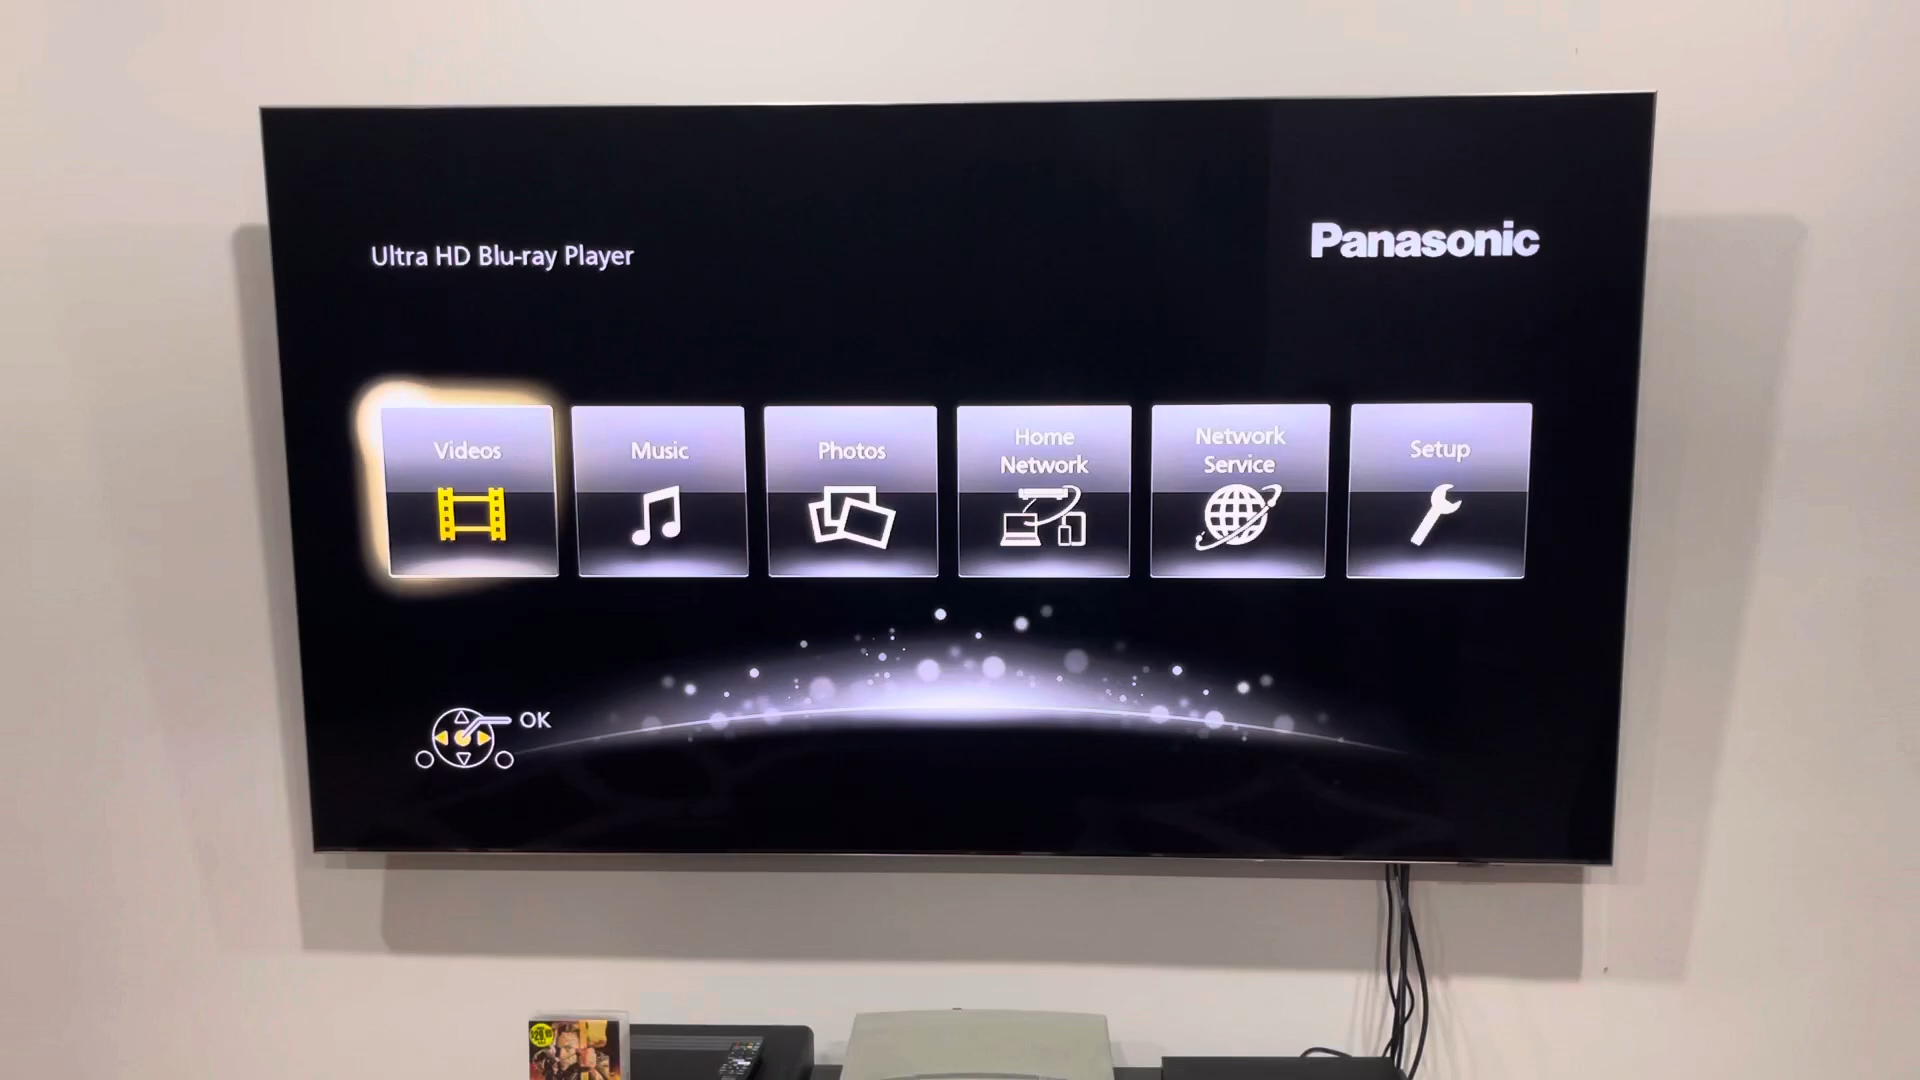 Ultra HD Blu-ray Player
Panasonic
Videos
Music
Photos
Home
Network
Network
Service
Setup
OK